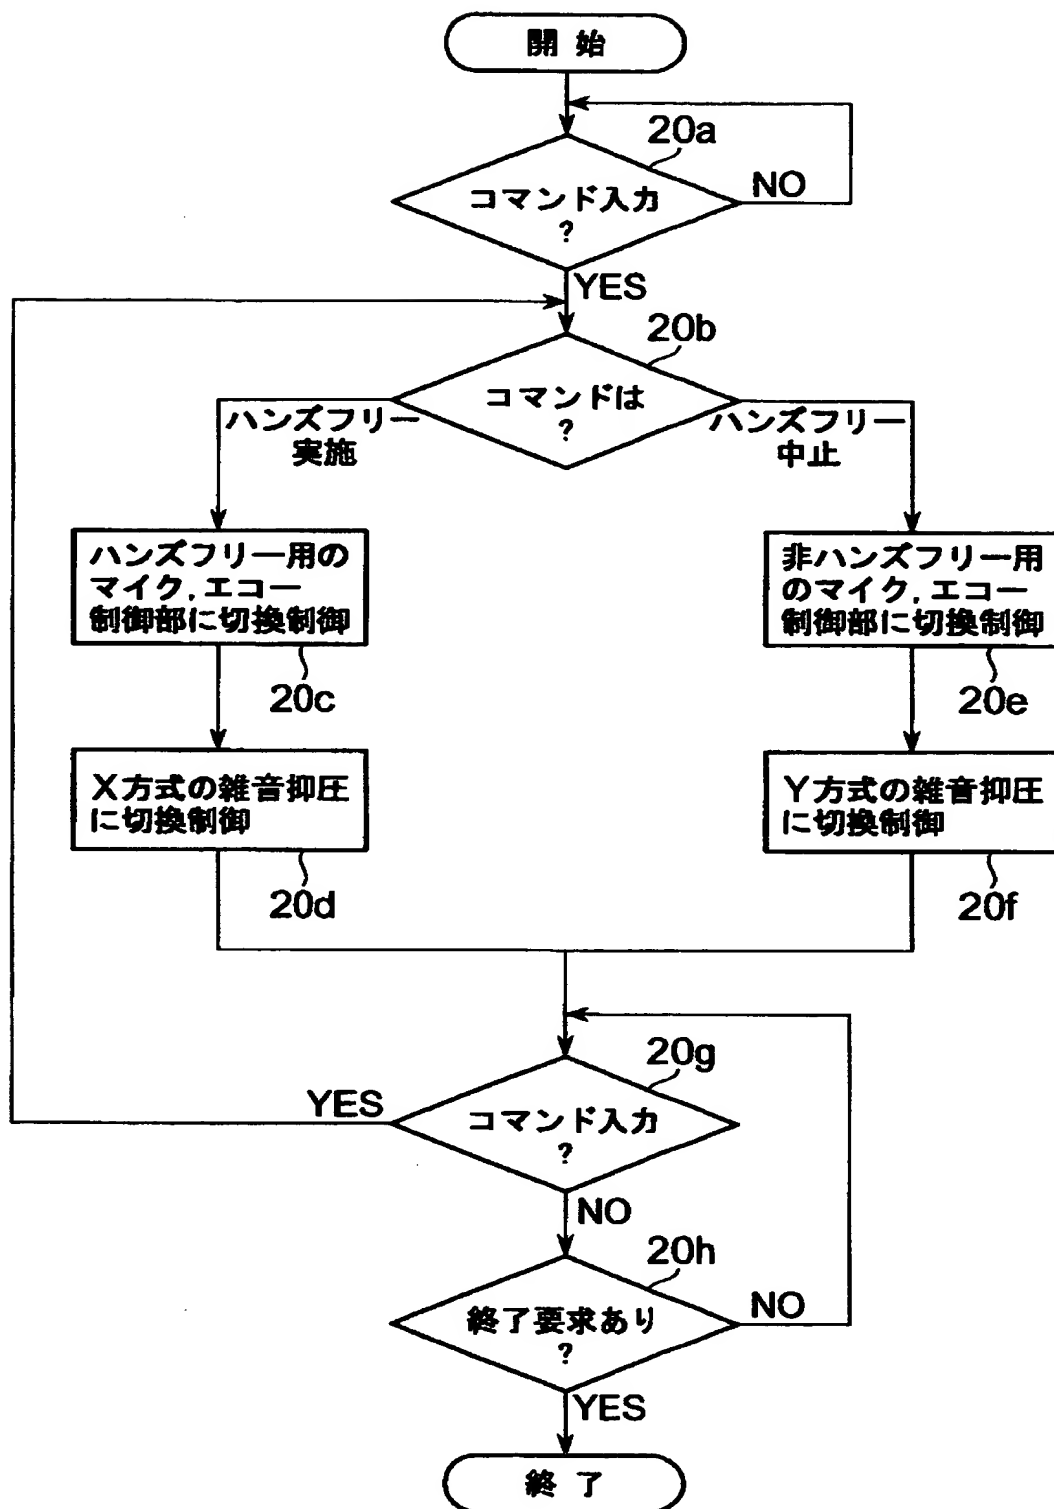 開始
20a
コマンド入力
?
NO
YES
20b
コマンドは
?
ハンズフリー
実施
ハンズフリー
中止
ハンズフリー用の
マイク,エコー
制御部に切換制御
20c
非ハンズフリー用
のマイク,エコー
制御部に切換制御
20e
X方式の雑音抑圧
に切換制御
20d
Y方式の雑音抑圧
に切換制御
20f
20g
コマンド入力
?
YES
NO
20h
終了要求あり
?
NO
YES
終了